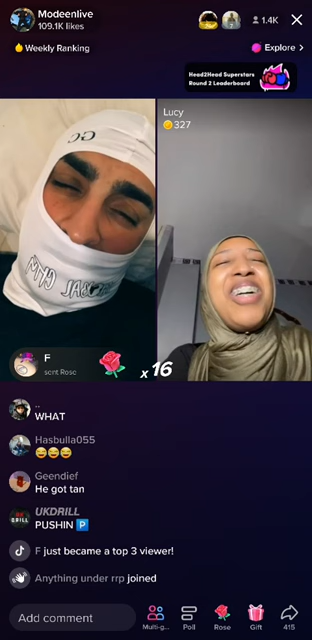 Modeenlive
109.1K likes
1.4K
Weekly Ranking
Explore >
Head2Head Superstars
Round 2 Leaderboard
Lucy
327
F
sent Rose
x 16
..
WHAT
Hasbulla055
😂😂😂
Geendief
He got tan
UKDRILL
PUSHIN 🅿️
F just became a top 3 viewer!
Anything under rrp joined
Add comment
Multi-g...
Poll
Rose
Gift
415